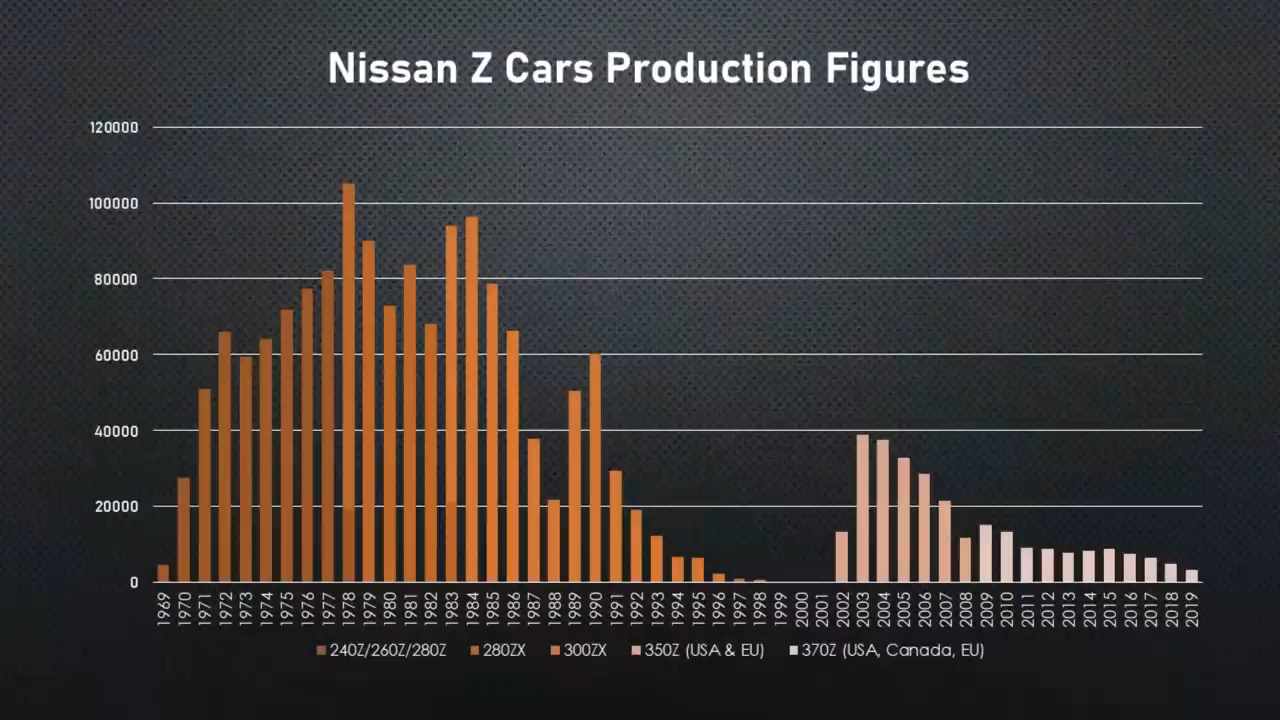 Nissan Z Cars Production Figures
120000
100000
80000
60000
40000
20000
0
1969 1970 1971 1972 1973 1974 1975 1976 1977 1978 1979 1980 1981 1982 1983 1984 1985 1986 1987 1988 1989 1990 1991 1992 1993 1994 1995 1996 1997 1998 1999 2000 2001 2002 2003 2004 2005 2006 2007 2008 2009 2010 2011 2012 2013 2014 2015 2016 2017 2018 2019
240Z/260Z/280Z 280ZX 300ZX 350Z (USA & EU) 370Z (USA, Canada, EU)